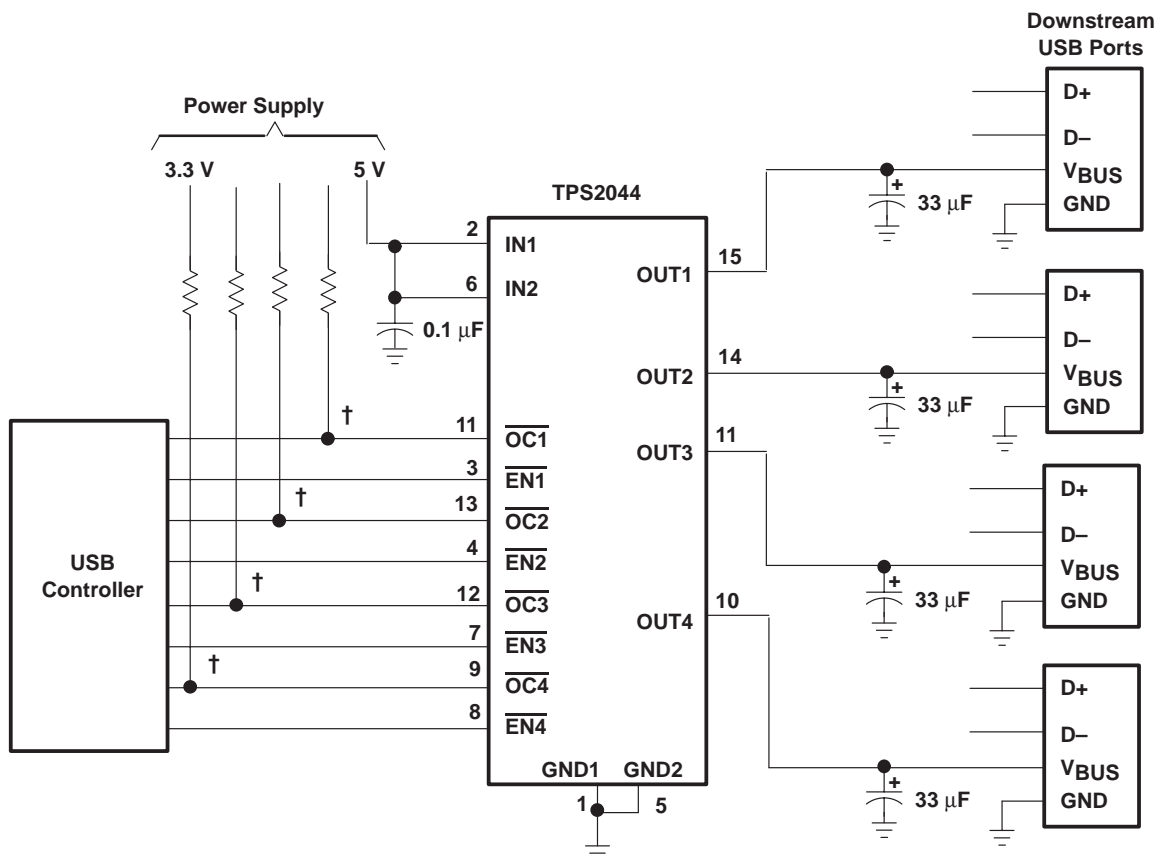 Downstream
USB Ports
D+
D–
VBUS
GND
Power Supply
3.3 V
5 V
TPS2044
2
IN1
6
IN2
0.1 μF
15
OUT1
33 μF
D+
D–
VBUS
GND
14
OUT2
33 μF
11
OUT3
D+
D–
VBUS
GND
33 μF
10
OUT4
D+
D–
VBUS
GND
33 μF
USB
Controller
†
11
OC1
3
EN1
†
13
OC2
4
EN2
†
12
OC3
7
EN3
†
9
OC4
8
EN4
GND1 GND2
1
5